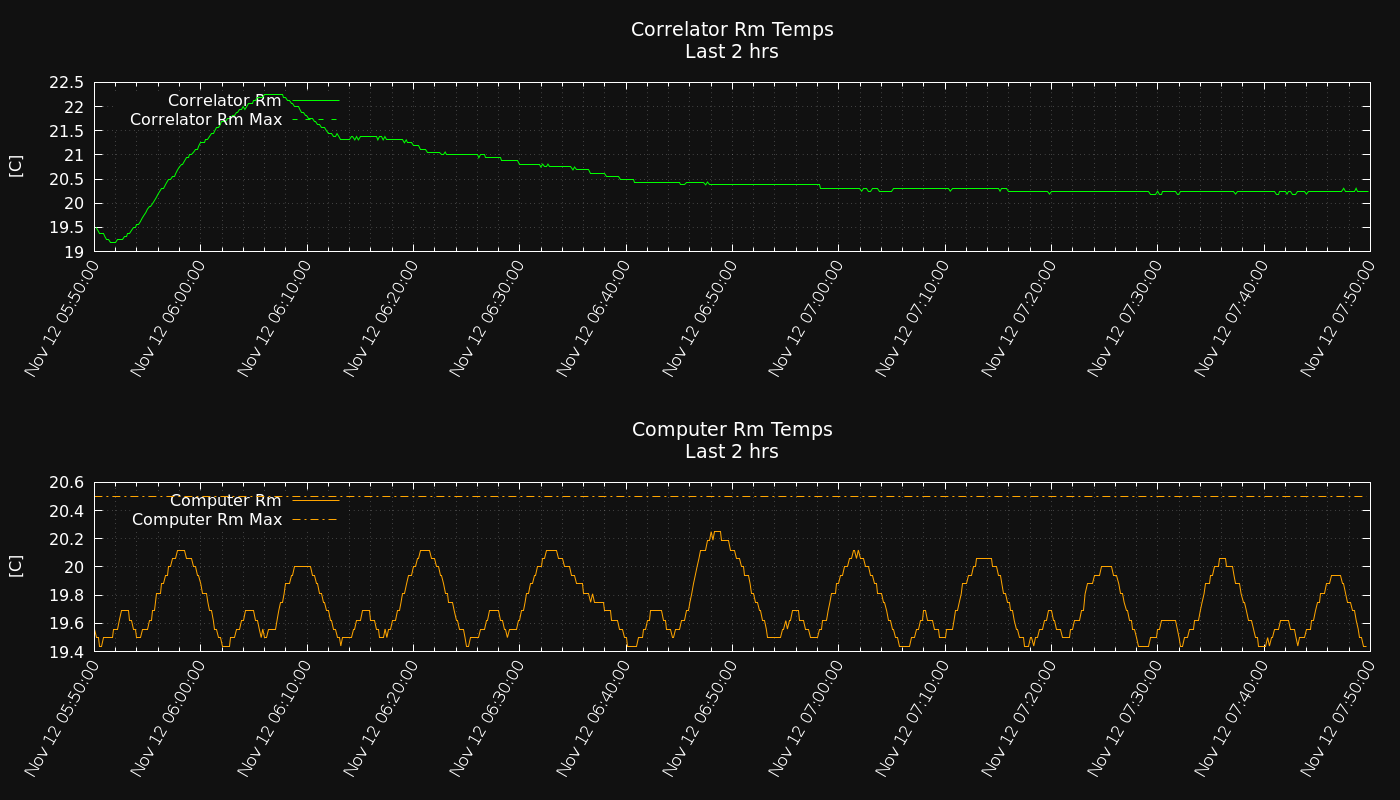 Correlator Rm Temps
Last 2 hrs
[C]
22.5
22
21.5
21
20.5
20
19.5
19
Correlator Rm
Correlator Rm Max
Nov 12 05:50:00
Nov 12 06:00:00
Nov 12 06:10:00
Nov 12 06:20:00
Nov 12 06:30:00
Nov 12 06:40:00
Nov 12 06:50:00
Nov 12 07:00:00
Nov 12 07:10:00
Nov 12 07:20:00
Nov 12 07:30:00
Nov 12 07:40:00
Nov 12 07:50:00
Computer Rm Temps
Last 2 hrs
[C]
20.6
20.4
20.2
20
19.8
19.6
19.4
Computer Rm
Computer Rm Max
Nov 12 05:50:00
Nov 12 06:00:00
Nov 12 06:10:00
Nov 12 06:20:00
Nov 12 06:30:00
Nov 12 06:40:00
Nov 12 06:50:00
Nov 12 07:00:00
Nov 12 07:10:00
Nov 12 07:20:00
Nov 12 07:30:00
Nov 12 07:40:00
Nov 12 07:50:00